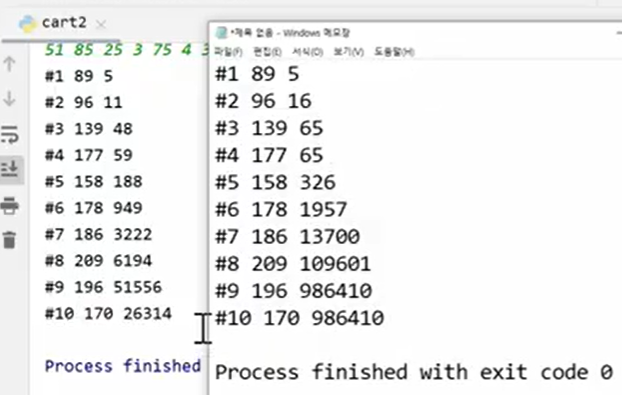 cart2
51 85 25 3 75 4 3
#1 89 5
#2 96 11
#3 139 48
#4 177 59
#5 158 188
#6 178 949
#7 186 3222
#8 209 6194
#9 196 51556
#10 170 26314
Process finished
*제목 없음 - Windows 메모장
파일(F) 편집(E) 서식(O) 보기(V) 도움말(H)
#1 89 5
#2 96 16
#3 139 65
#4 177 65
#5 158 326
#6 178 1957
#7 186 13700
#8 209 109601
#9 196 986410
#10 170 986410
Process finished with exit code 0